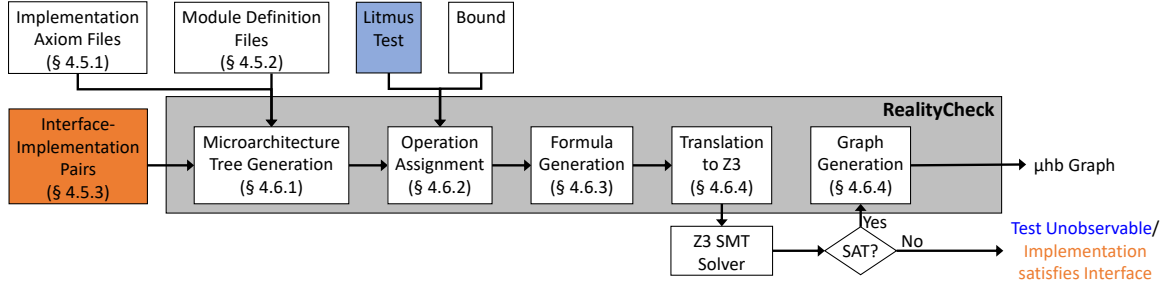 Implementation
Axiom Files
(§ 4.5.1)
Module Definition
Files
(§ 4.5.2)
Litmus
Test
Bound
RealityCheck
Interface-
Implementation
Pairs
(§ 4.5.3)
Microarchitecture
Tree Generation
(§ 4.6.1)
Operation
Assignment
(§ 4.6.2)
Formula
Generation
(§ 4.6.3)
Translation
to Z3
(§ 4.6.4)
Graph
Generation
(§ 4.6.4)
μhb Graph
Z3 SMT
Solver
SAT?
Yes
No
Test Unobservable/
Implementation
satisfies Interface